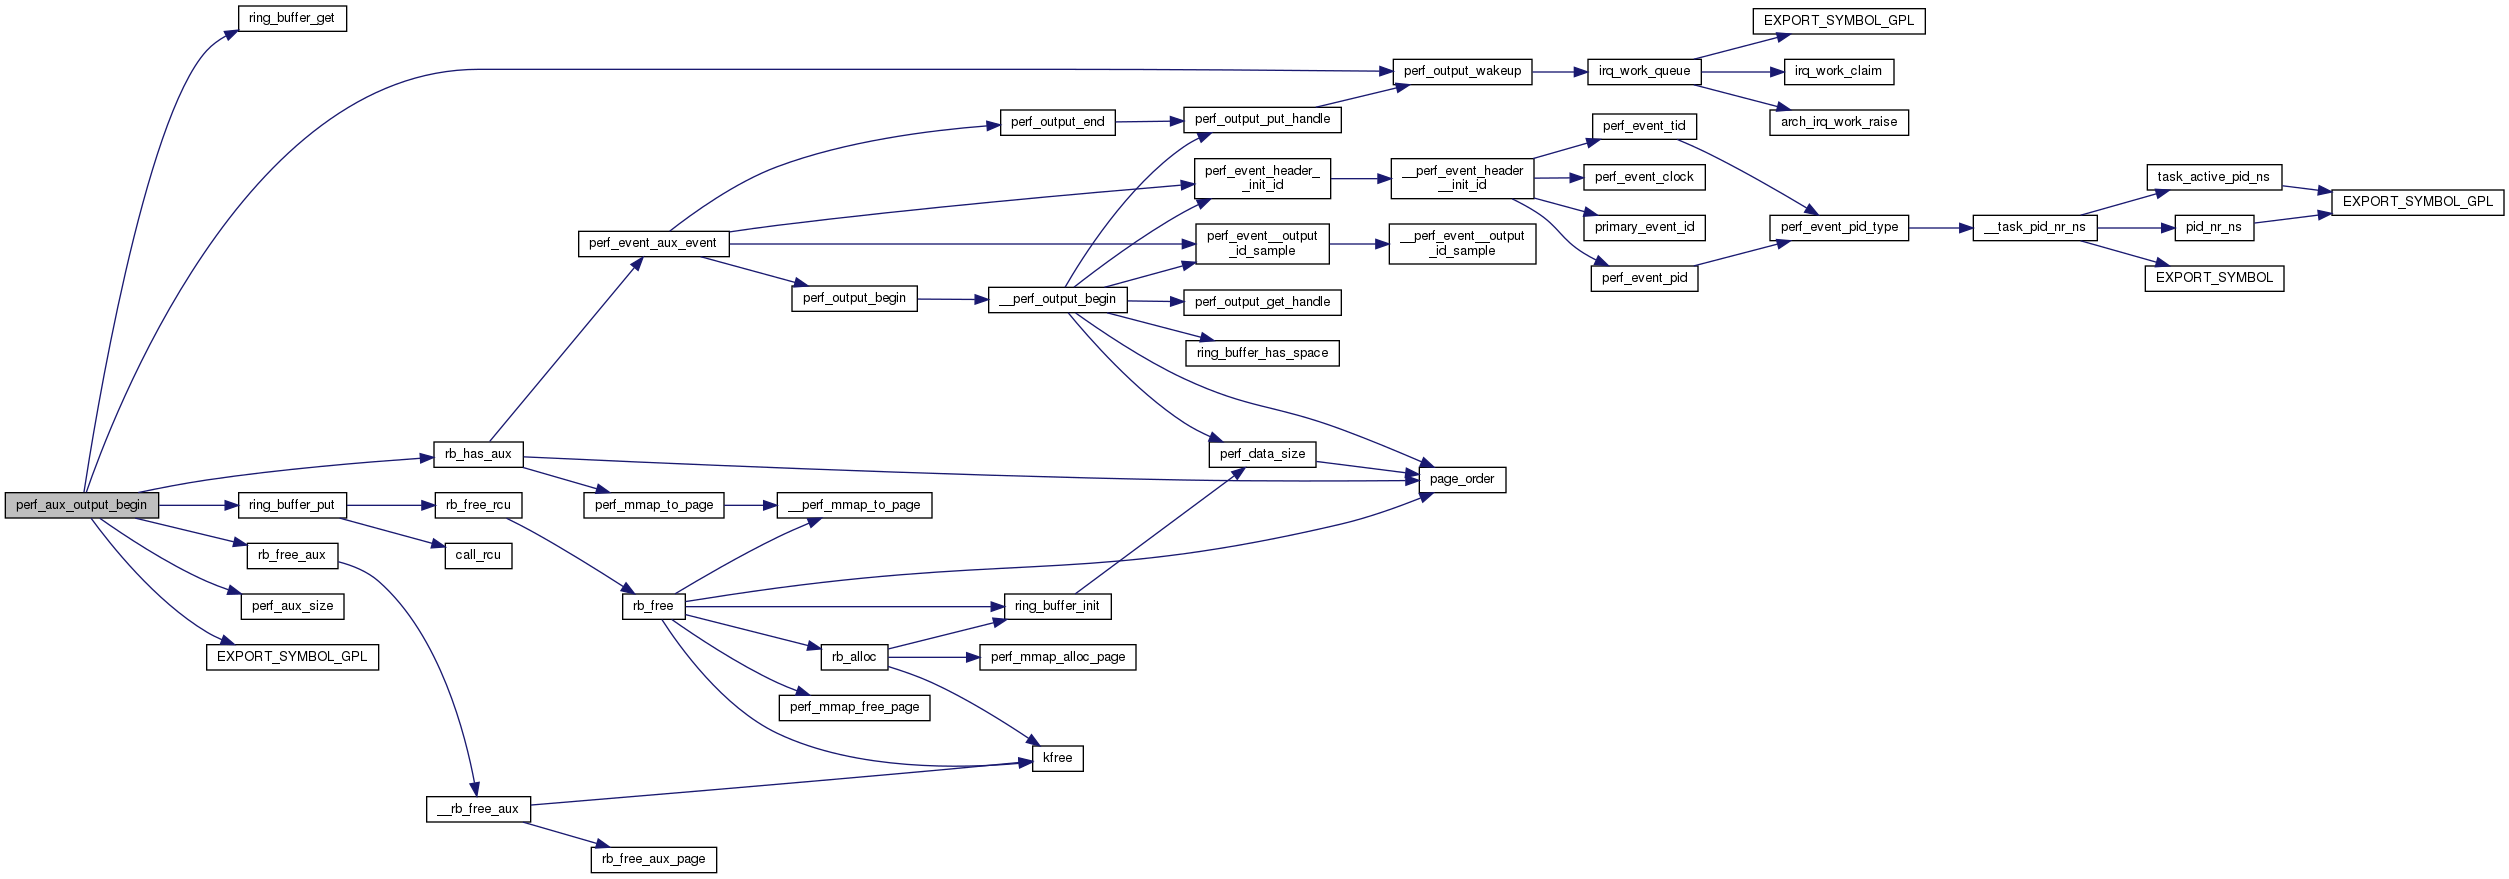 ring_buffer_get
EXPORT_SYMBOL_GPL
perf_output_wakeup
irq_work_queue
irq_work_claim
perf_output_end
perf_output_put_handle
perf_event_tid
arch_irq_work_raise
perf_event_header_
_init_id
__perf_event_header
__init_id
perf_event_clock
task_active_pid_ns
EXPORT_SYMBOL_GPL
perf_event_aux_event
perf_event__output
_id_sample
__perf_event__output
_id_sample
primary_event_id
perf_event_pid_type
__task_pid_nr_ns
pid_nr_ns
perf_output_begin
__perf_output_begin
perf_output_get_handle
perf_event_pid
EXPORT_SYMBOL
ring_buffer_has_space
rb_has_aux
perf_data_size
page_order
perf_aux_output_begin
ring_buffer_put
rb_free_rcu
perf_mmap_to_page
__perf_mmap_to_page
rb_free_aux
call_rcu
perf_aux_size
rb_free
ring_buffer_init
EXPORT_SYMBOL_GPL
rb_alloc
perf_mmap_alloc_page
perf_mmap_free_page
kfree
__rb_free_aux
rb_free_aux_page